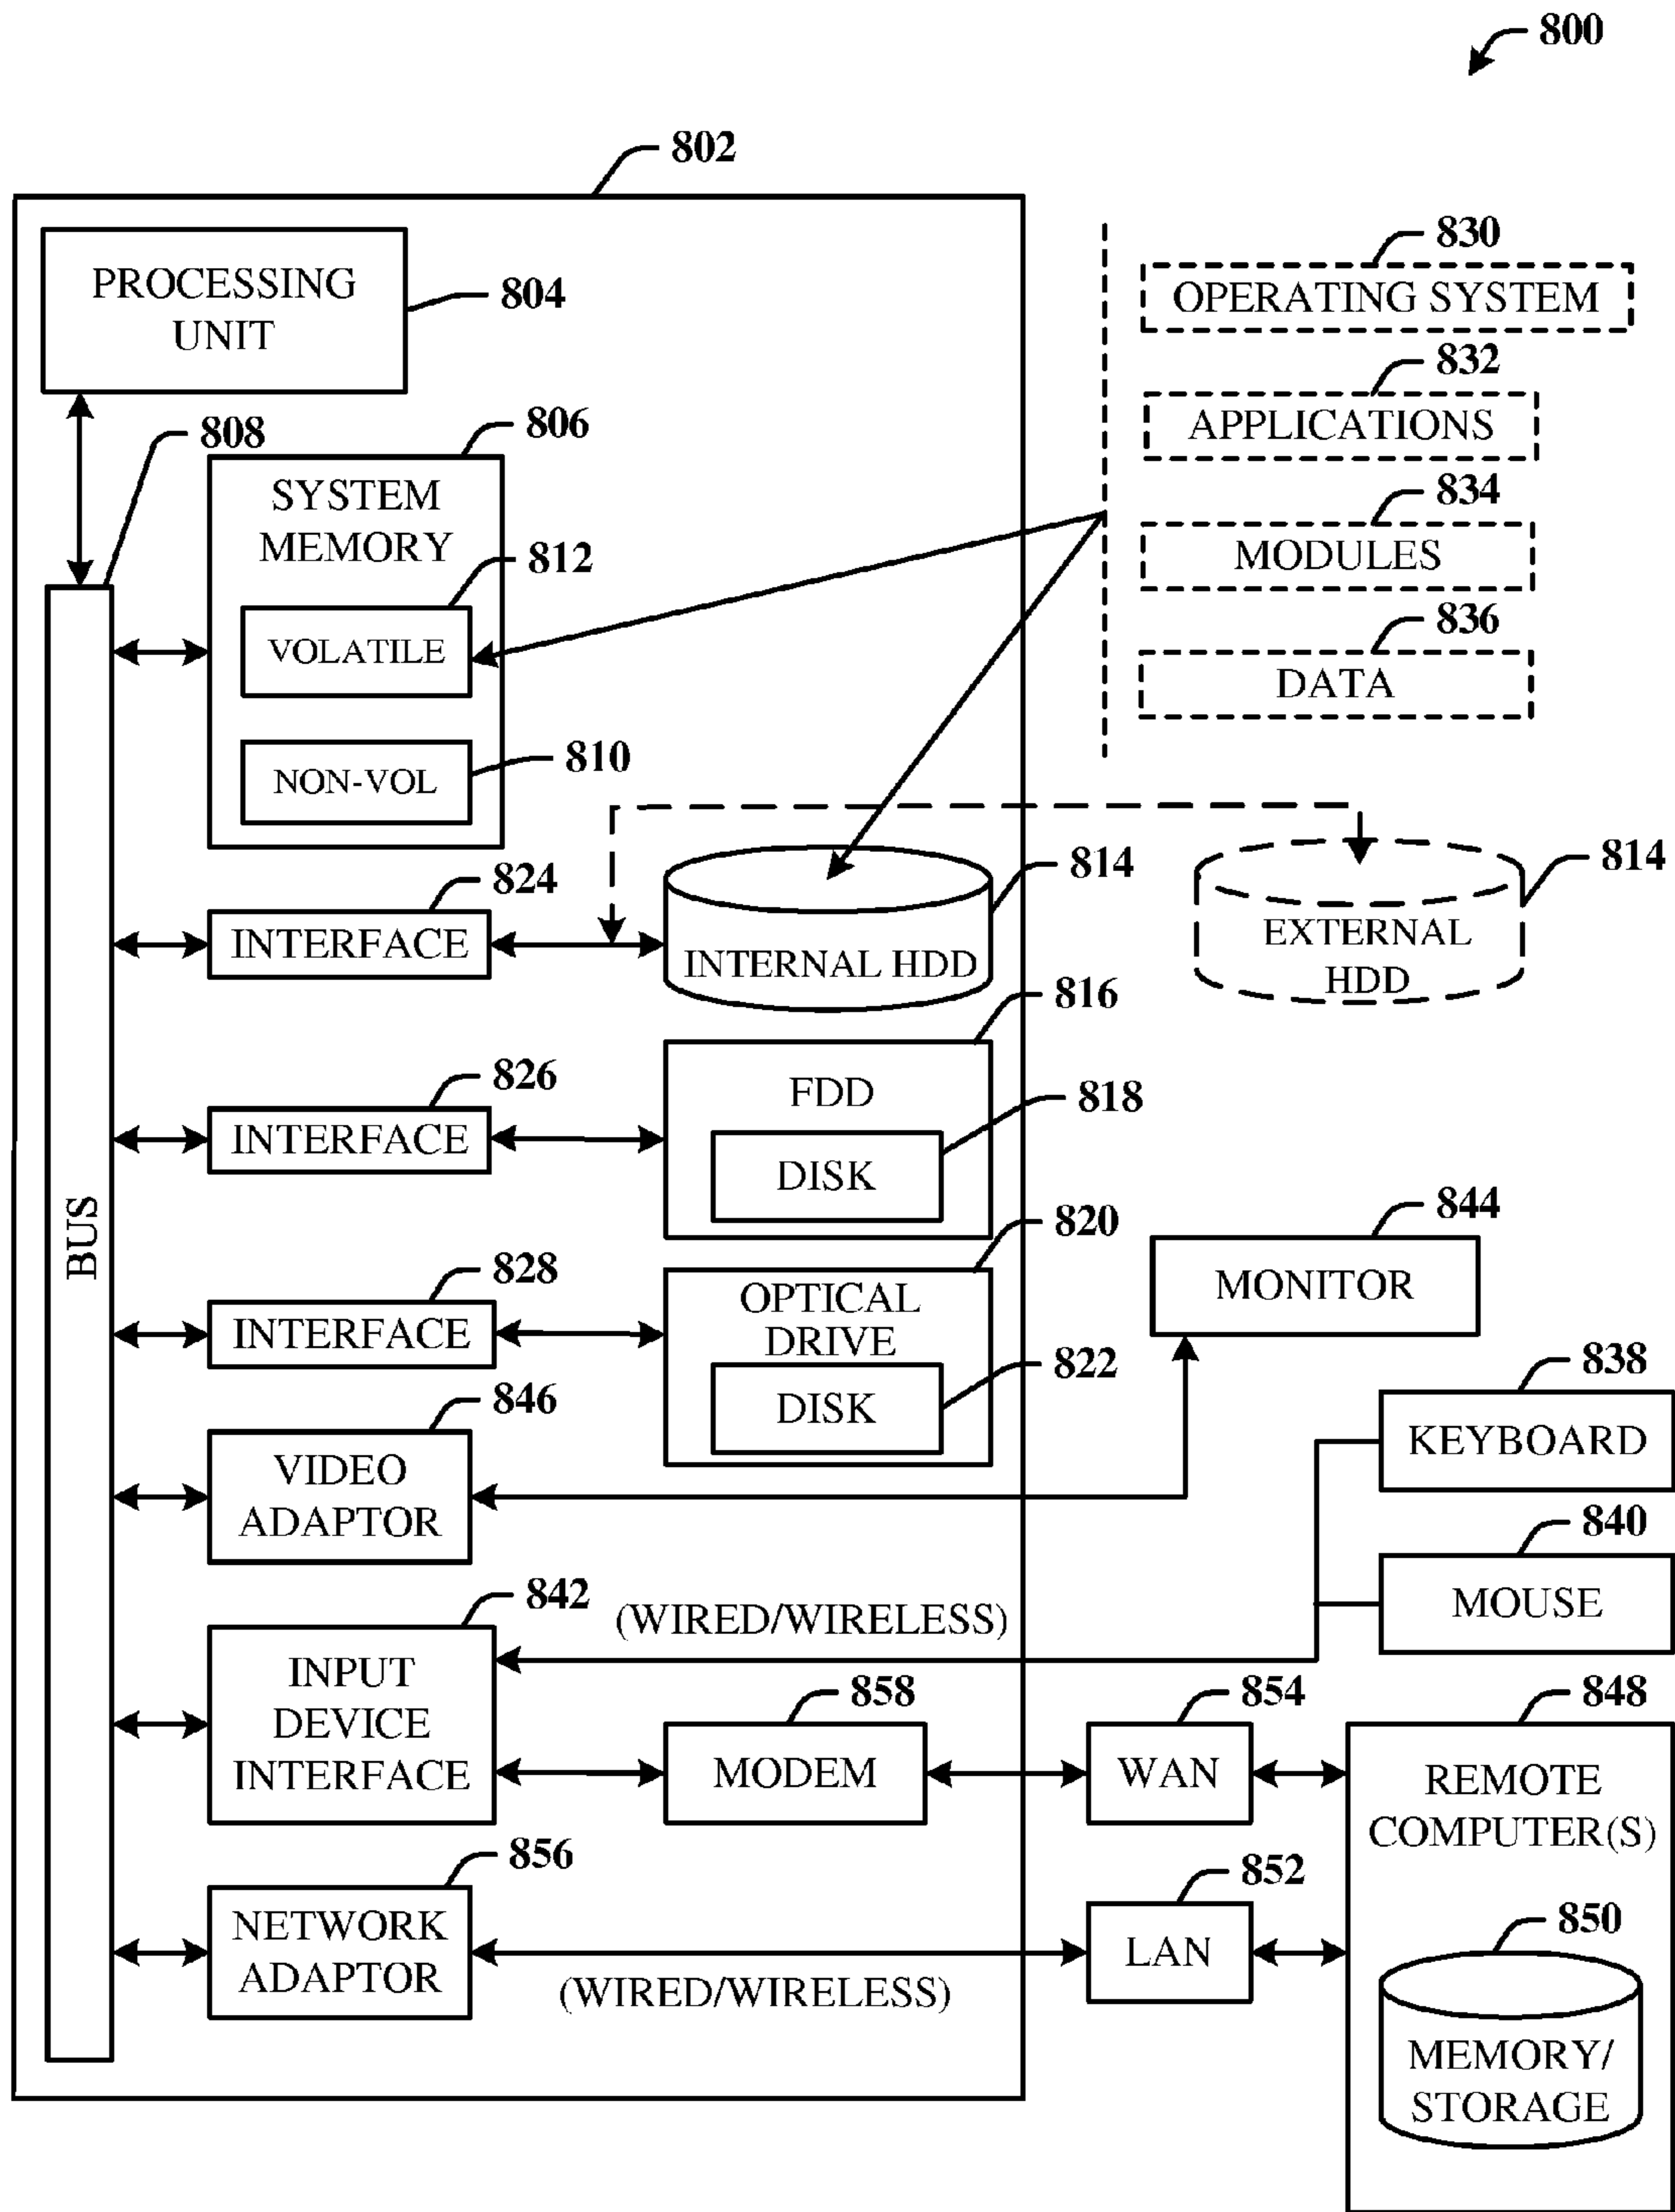 800
802
PROCESSING
UNIT
804
830
OPERATING SYSTEM
832
APPLICATIONS
834
MODULES
836
DATA
808
806
SYSTEM
MEMORY
812
VOLATILE
810
NON-VOL
BUS
824
INTERFACE
814
INTERNAL HDD
814
EXTERNAL
HDD
826
INTERFACE
816
FDD
818
DISK
828
INTERFACE
820
OPTICAL
DRIVE
822
DISK
844
MONITOR
846
VIDEO
ADAPTOR
838
KEYBOARD
840
MOUSE
842
INPUT
DEVICE
INTERFACE
(WIRED/WIRELESS)
858
MODEM
854
WAN
848
REMOTE
COMPUTER(S)
856
NETWORK
ADAPTOR
(WIRED/WIRELESS)
852
LAN
850
MEMORY/
STORAGE